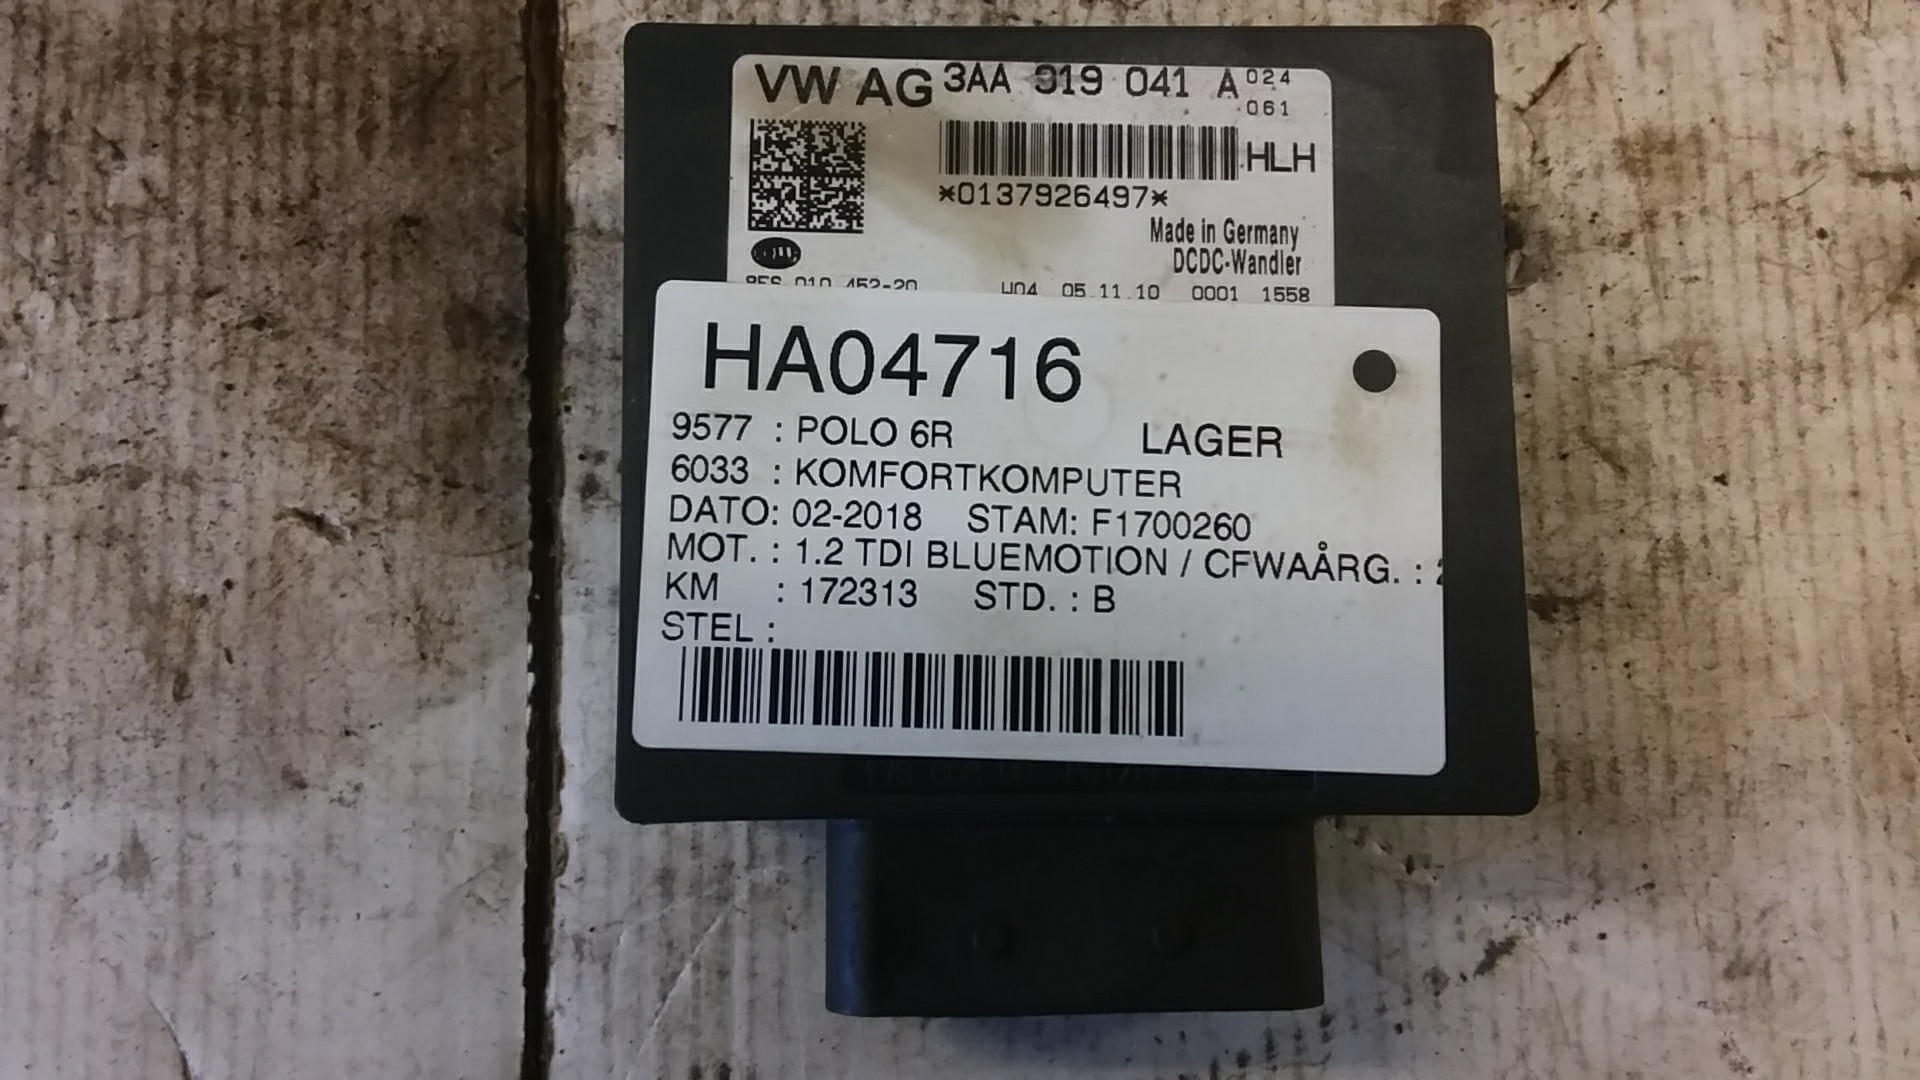 VW AG 3AA 919 041 A 024
061
HLH
*0137926497*
Made in Germany
DCDC-Wandler
05.11.10 0001 1558
HA04716
9577 : POLO 6R LAGER
6033 : KOMFORTKOMPUTER
DATO: 02-2018 STAM: F1700260
MOT. : 1.2 TDI BLUEMOTION / CFWAÅRG. :
KM : 172313 STD. : B
STEL :